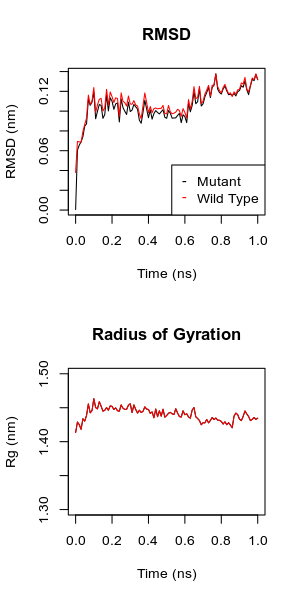 RMSD
RMSD (nm)
0.00 0.06 0.12
- Mutant
- Wild Type
0.0 0.2 0.4 0.6 0.8 1.0
Time (ns)
Radius of Gyration
Rg (nm)
1.30 1.40 1.50
0.0 0.2 0.4 0.6 0.8 1.0
Time (ns)